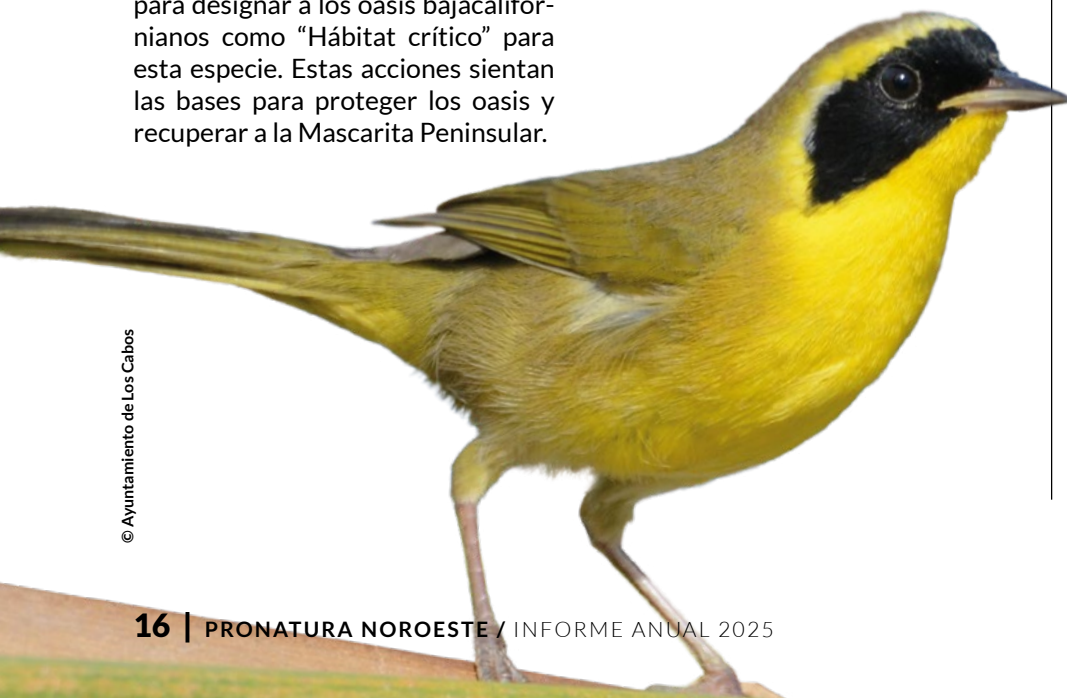 para designar a los oasis bajacalifor-
nianos como “Hábitat crítico” para
esta especie. Estas acciones sientan
las bases para proteger los oasis y
recuperar a la Mascarita Peninsular.
© Ayuntamiento de Los Cabos
16 | PRONATURA NOROESTE / INFORME ANUAL 2025